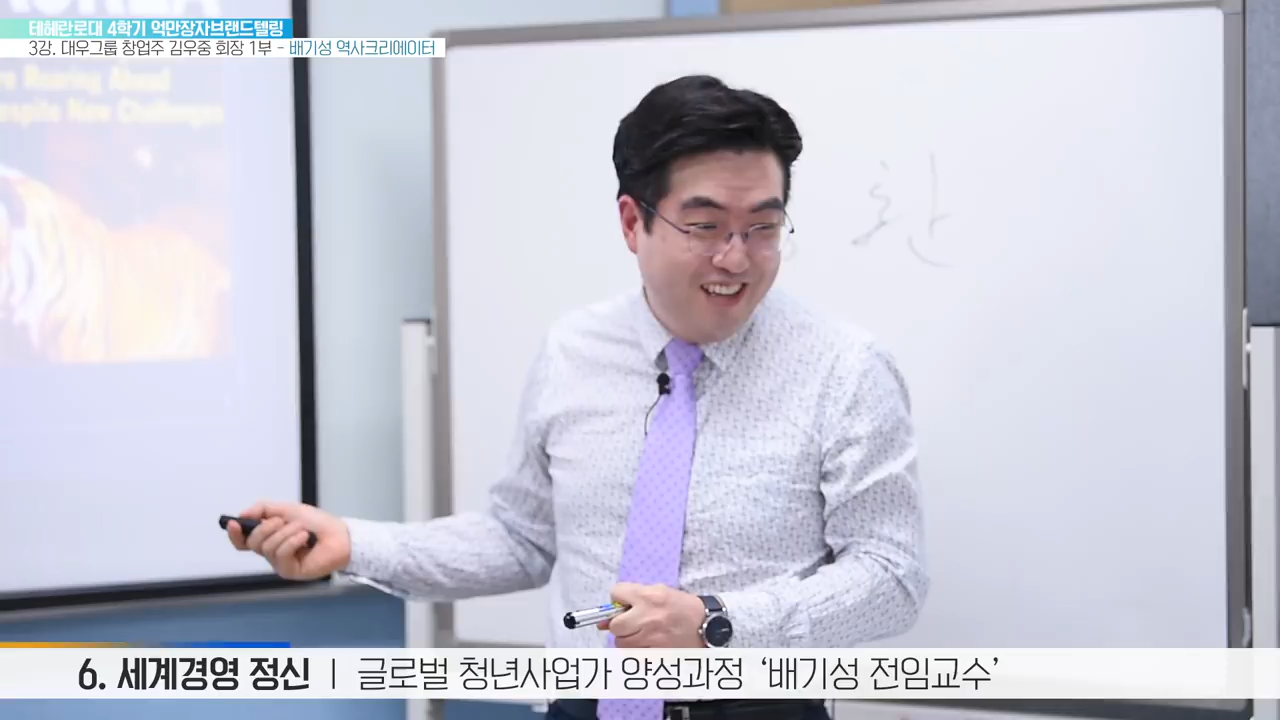 테헤란로대 4학기 억만장자브랜드텔링
3강. 대우그룹 창업주 김우중 회장 1부 - 배기성 역사크리에이터
KOREA
Roaring Ahead
Despite New Challenges
환
6. 세계경영 정신 | 글로벌 청년사업가 양성과정 ‘배기성 전임교수’